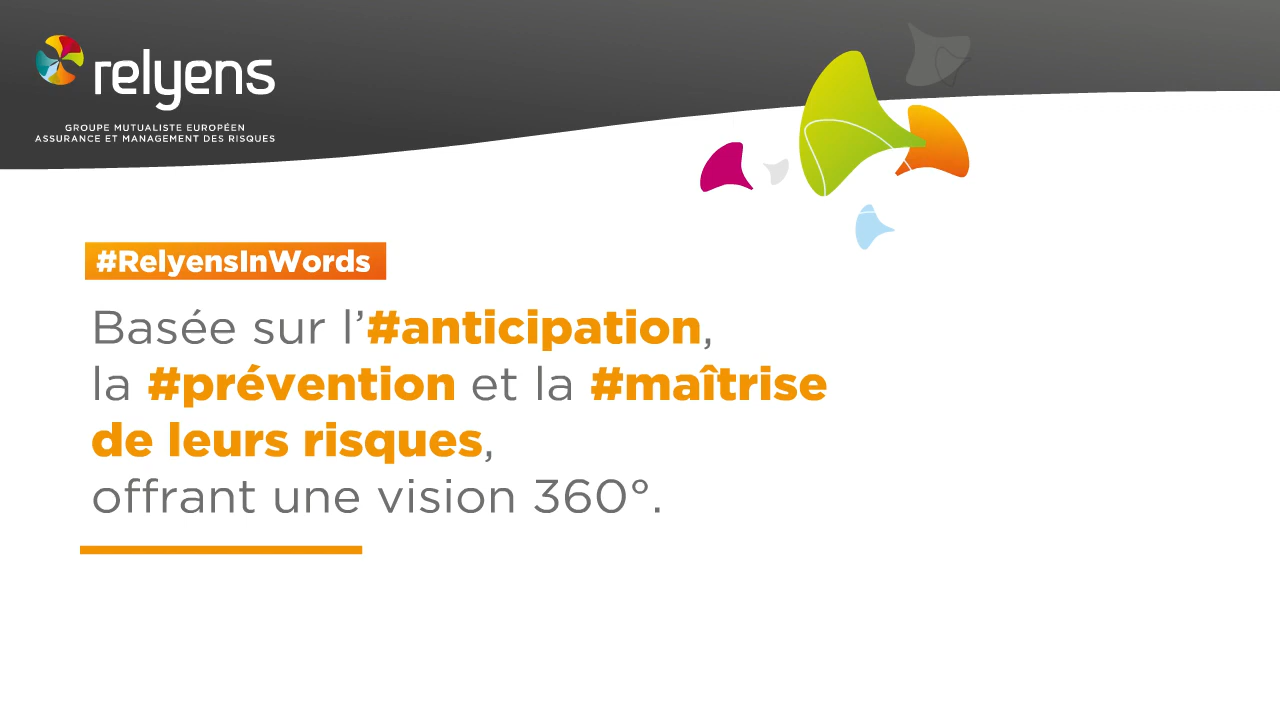 relyens
GROUPE MUTUALISTE EUROPÉEN
ASSURANCE ET MANAGEMENT DES RISQUES
#RelyensInWords
Basée sur l’#anticipation,
la #prévention et la #maîtrise
de leurs risques,
offrant une vision 360°.